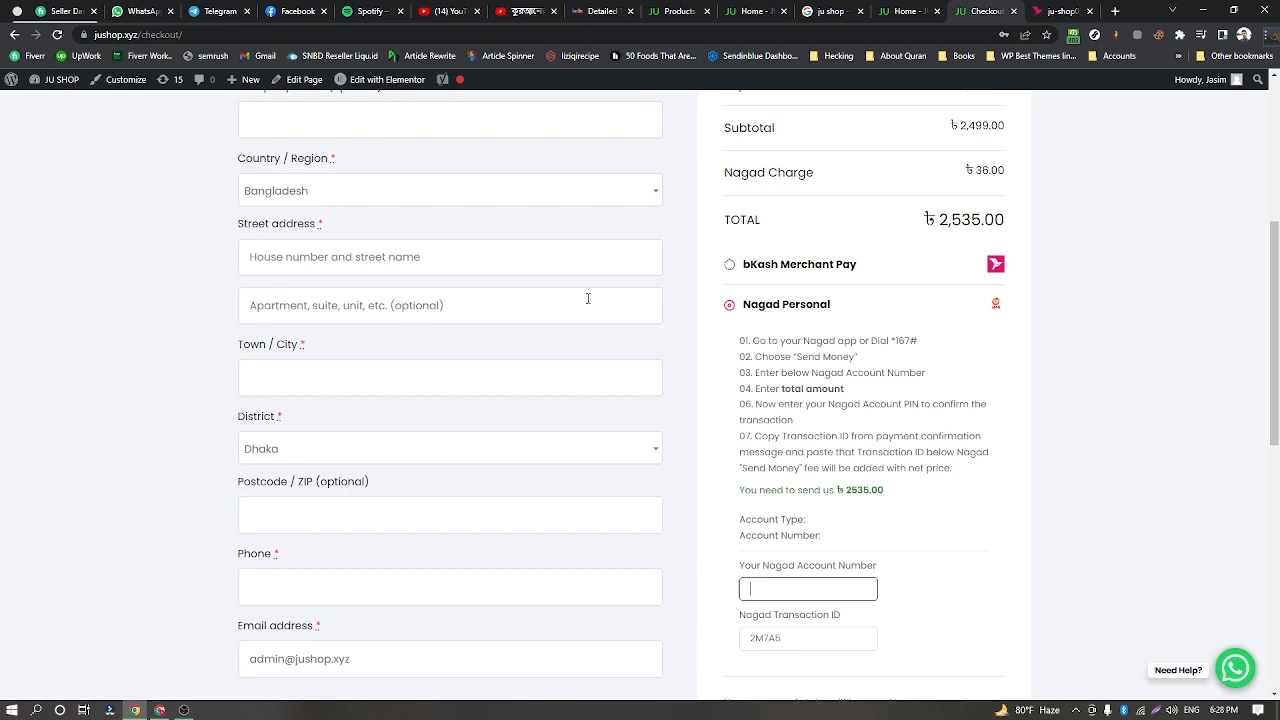 Seller Das
WhatsApp
Telegram
Facebook
Spotify
(14) YouT
Detailed
Products
Home - J
ju shop
Home - JU
Checkout
jushopD
jushop.xyz/checkout/
Fiverr
UpWork
Fiverr Work...
semrush
Gmail
SNBD Reseller Liqu.id
Article Rewrite
Article Spinner
Izicirecipe
50 Foods That Are...
Sendinblue Dashbo...
Hecking
About Quran
Books
WP Best Themes lin...
Accounts
»
Other bookmarks
JU SHOP
Customize
15
0
New
Edit Page
Edit with Elementor
Howdy, Jasim
Subtotal
৳ 2,499.00
Country / Region *
Nagad Charge
৳ 36.00
Bangladesh
Street address *
TOTAL
৳ 2,535.00
House number and street name
bKash Merchant Pay
Apartment, suite, unit, etc. (optional)
Nagad Personal
Town / City *
01. Go to your Nagad app or Dial *167#
02. Choose “Send Money”
03. Enter below Nagad Account Number
04. Enter total amount
06. Now enter your Nagad Account PIN to confirm the
transaction
07. Copy Transaction ID from payment confirmation
message and paste that Transaction ID below Nagad
"Send Money" fee will be added with net price.
District *
Dhaka
Postcode / ZIP (optional)
You need to send us ৳ 2535.00
Account Type:
Account Number:
Phone *
Your Nagad Account Number
Nagad Transaction ID
2M7A5
Email address *
admin@jushop.xyz
Need Help?
80°F Haze
ENG
6:28 PM